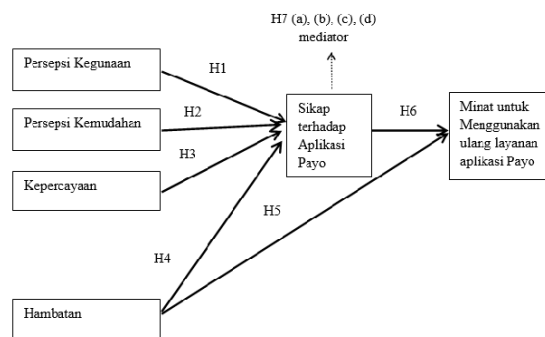 H7 (a), (b), (c), (d)
mediator
Persepsi Kegunaan
H1
Persepsi Kemudahan
H2
Sikap
terhadap
Aplikasi
Payo
H6
Minat untuk
Menggunakan
ulang layanan
aplikasi Payo
H3
Kepercayaan
H5
H4
Hambatan